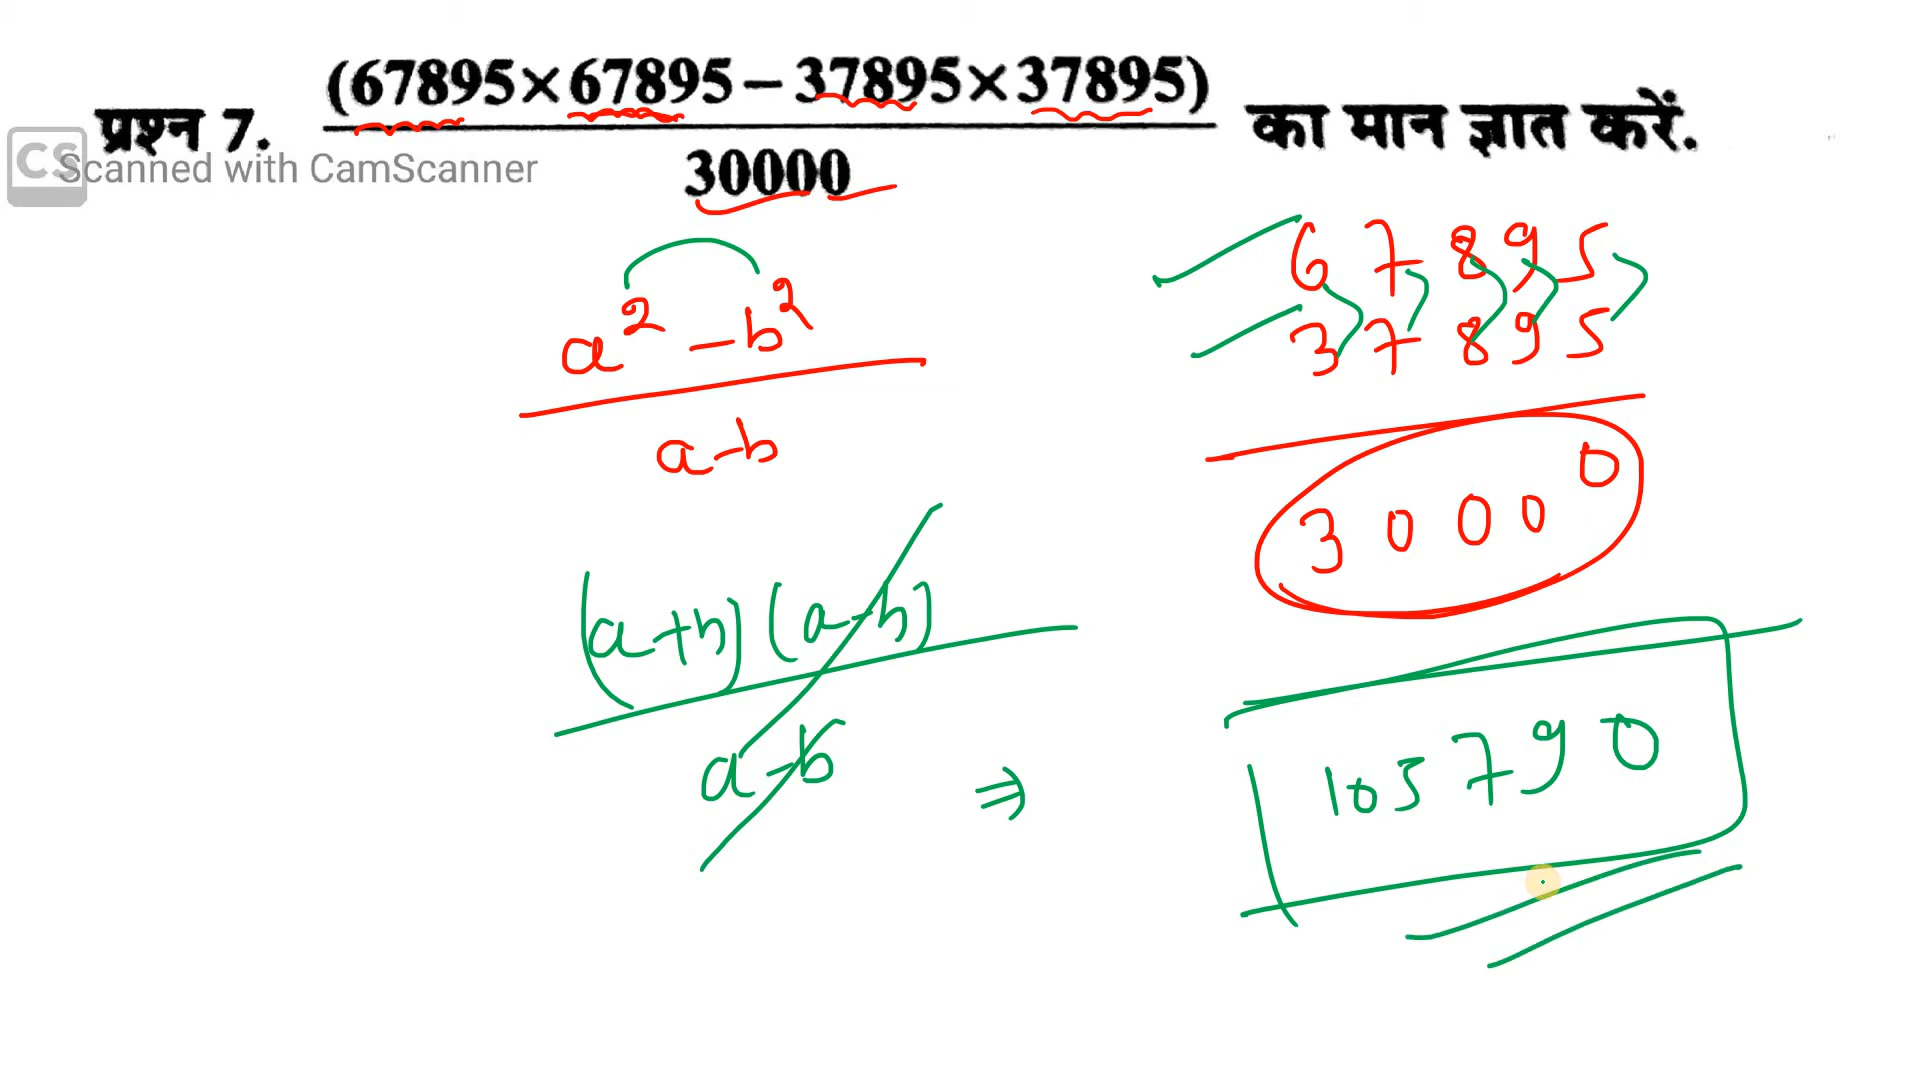 (67895×67895−37895×37895)
प्रश्न 7. का मान ज्ञात करें.
30000
CS Scanned with CamScanner
a² − b²
a − b
67895
37895
30000
(a+b) (a−b)
a−b
⇒ 105790